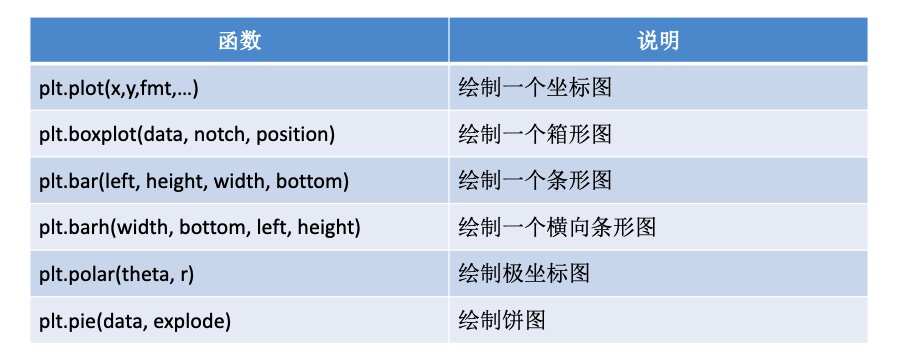 函数 说明
plt.plot(x,y,fmt,…) 绘制一个坐标图
plt.boxplot(data, notch, position) 绘制一个箱形图
plt.bar(left, height, width, bottom) 绘制一个条形图
plt.barh(width, bottom, left, height) 绘制一个横向条形图
plt.polar(theta, r) 绘制极坐标图
plt.pie(data, explode) 绘制饼图